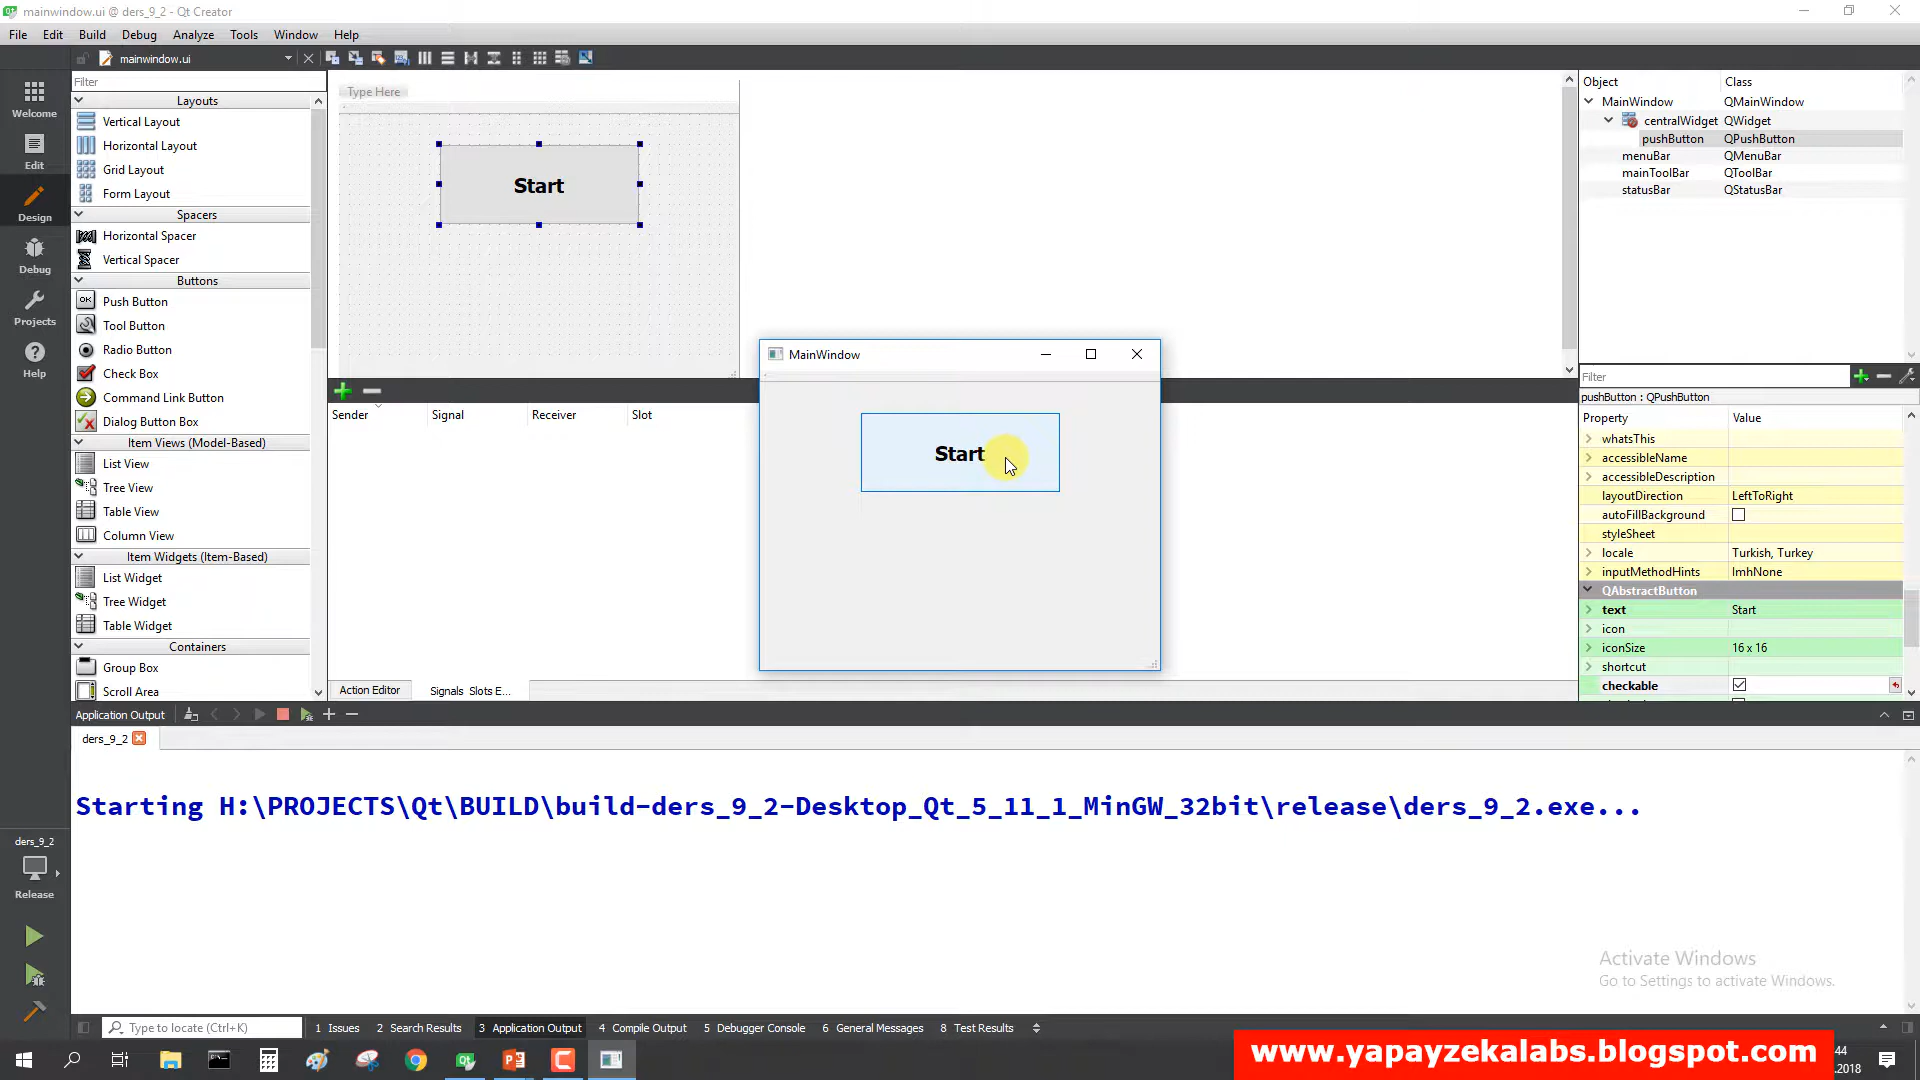 mainwindow.ui @ ders_9_2 - Qt Creator
File Edit Build Debug Analyze Tools Window Help
mainwindow.ui
Filter
Layouts
Vertical Layout
Horizontal Layout
Grid Layout
Form Layout
Spacers
Horizontal Spacer
Vertical Spacer
Buttons
OK Push Button
Tool Button
Radio Button
Check Box
Command Link Button
Dialog Button Box
Item Views (Model-Based)
List View
Tree View
Table View
Column View
Item Widgets (Item-Based)
List Widget
Tree Widget
Table Widget
Containers
Group Box
Scroll Area
Welcome
Edit
Design
Debug
Projects
Help
Type Here
Start
Sender Signal Receiver Slot
MainWindow
Start
Action Editor Signals Slots E...
Object Class
MainWindow QMainWindow
centralWidget QWidget
pushButton QPushButton
menuBar QMenuBar
mainToolBar QToolBar
statusBar QStatusBar
Filter
pushButton : QPushButton
Property Value
whatsThis
accessibleName
accessibleDescription
layoutDirection LeftToRight
autoFillBackground
styleSheet
locale Turkish, Turkey
inputMethodHints ImhNone
QAbstractButton
text Start
icon
iconSize 16 x 16
shortcut
checkable
Application Output
ders_9_2
Starting H:\PROJECTS\Qt\BUILD\build-ders_9_2-Desktop_Qt_5_11_1_MinGW_32bit\release\ders_9_2.exe...
ders_9_2
Release
Activate Windows
Go to Settings to activate Windows.
Type to locate (Ctrl+K) 1 Issues 2 Search Results 3 Application Output 4 Compile Output 5 Debugger Console 6 General Messages 8 Test Results
www.yapayzekalabs.blogspot.com
44
.2018